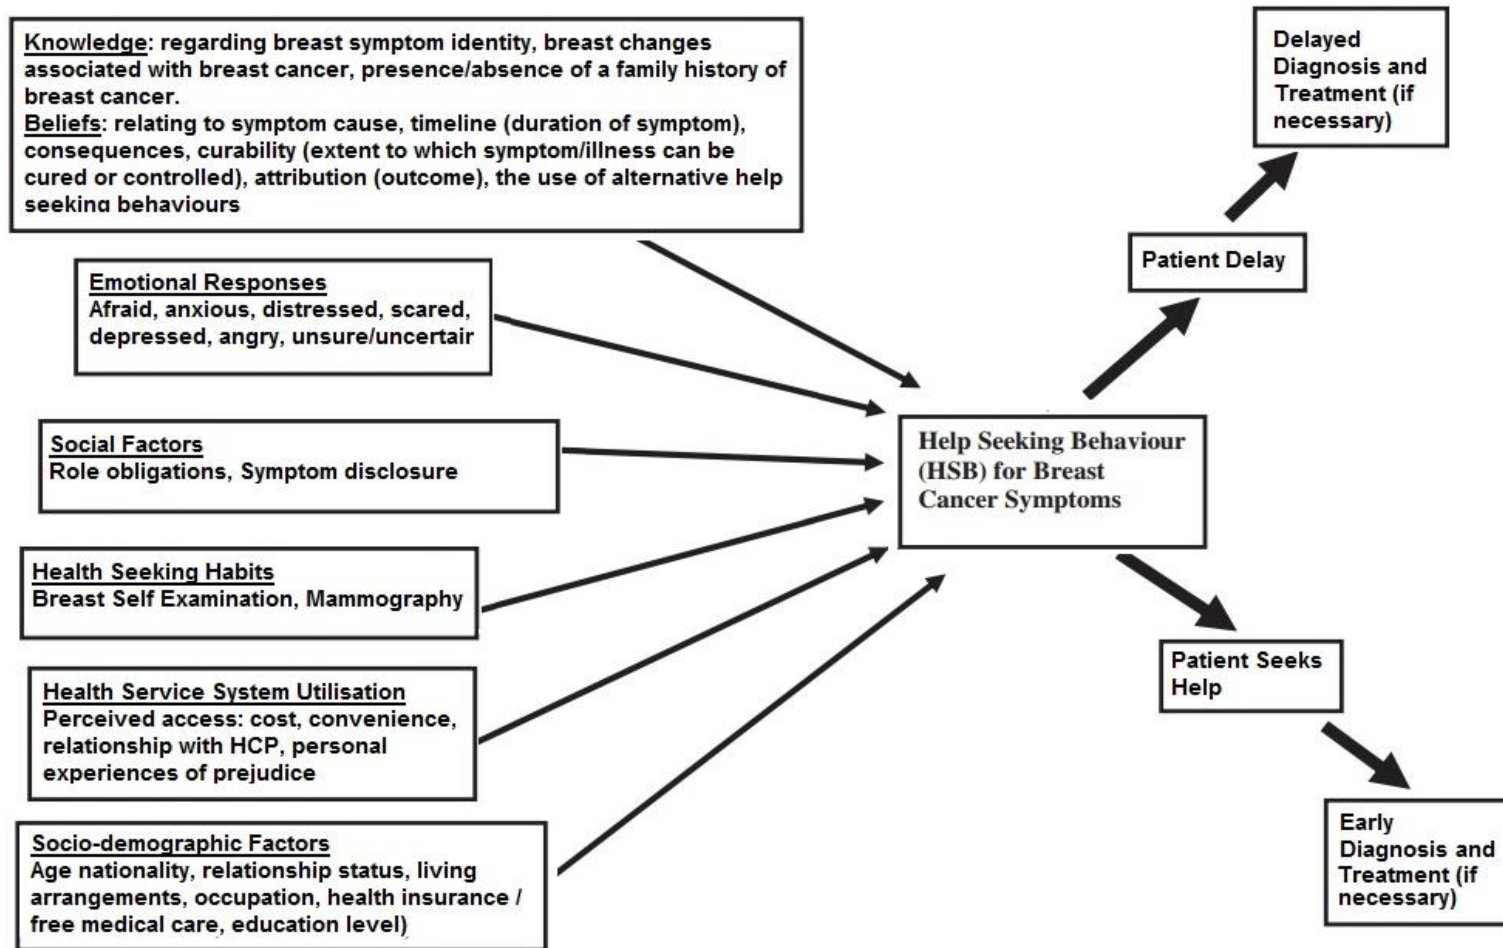 Knowledge: regarding breast symptom identity, breast changes
associated with breast cancer, presence/absence of a family history of
breast cancer.
Beliefs: relating to symptom cause, timeline (duration of symptom),
consequences, curability (extent to which symptom/illness can be
cured or controlled), attribution (outcome), the use of alternative help
seeking behaviours
Emotional Responses
Afraid, anxious, distressed, scared,
depressed, angry, unsure/uncertair
Social Factors
Role obligations, Symptom disclosure
Health Seeking Habits
Breast Self Examination, Mammography
Health Service System Utilisation
Perceived access: cost, convenience,
relationship with HCP, personal
experiences of prejudice
Socio-demographic Factors
Age nationality, relationship status, living
arrangements, occupation, health insurance /
free medical care, education level)
Help Seeking Behaviour
(HSB) for Breast
Cancer Symptoms
Patient Delay
Delayed
Diagnosis and
Treatment (if
necessary)
Patient Seeks
Help
Early
Diagnosis and
Treatment (if
necessary)